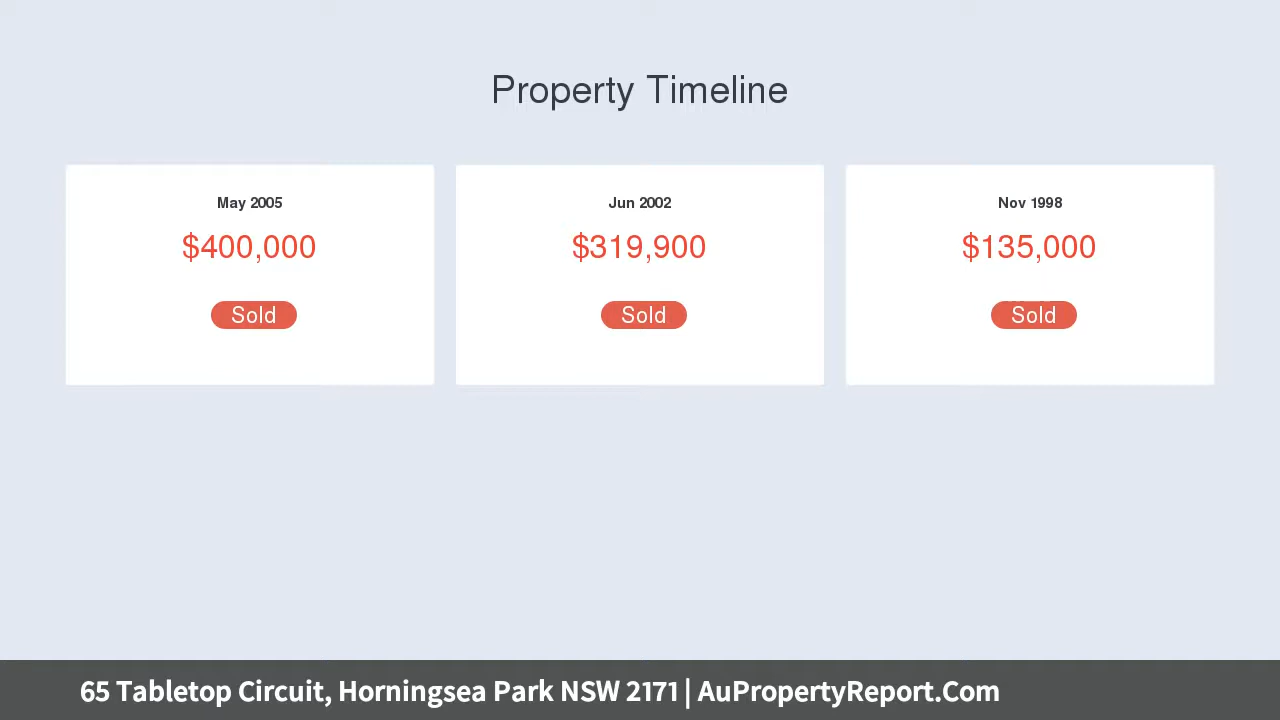 Property Timeline
May 2005
$400,000
Sold
Jun 2002
$319,900
Sold
Nov 1998
$135,000
Sold
65 Tabletop Circuit, Horningsea Park NSW 2171 | AuPropertyReport.Com